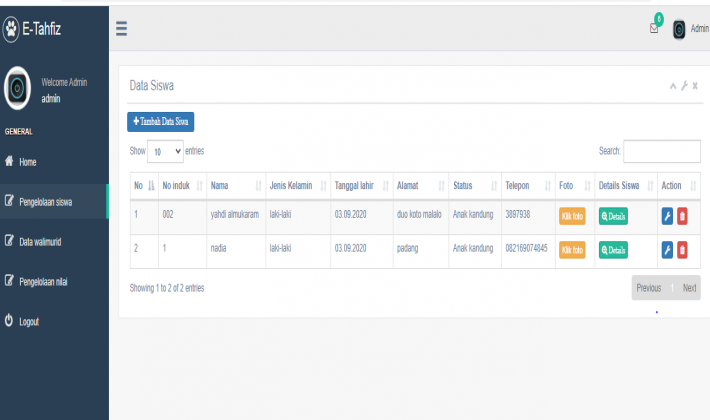 E-Tahfiz
6
Admin
Welcome Admin
admin
GENERAL
Home
Pengelolaan siswa
Data walimurid
Pengelolaan nilai
Logout
Data Siswa
Tambah Data Siswa
Show 10 entries
Search:
No No induk Nama Jenis Kelamin Tanggal lahir Alamat Status Telepon Foto Details Siswa Action
1 002 yahdi almukaram laki-laki 03.09.2020 duo koto malalo Anak kandung 3897938 Klik foto Details
2 1 nadia laki-laki 03.09.2020 padang Anak kandung 082169074845 Klik foto Details
Showing 1 to 2 of 2 entries
Previous 1 Next